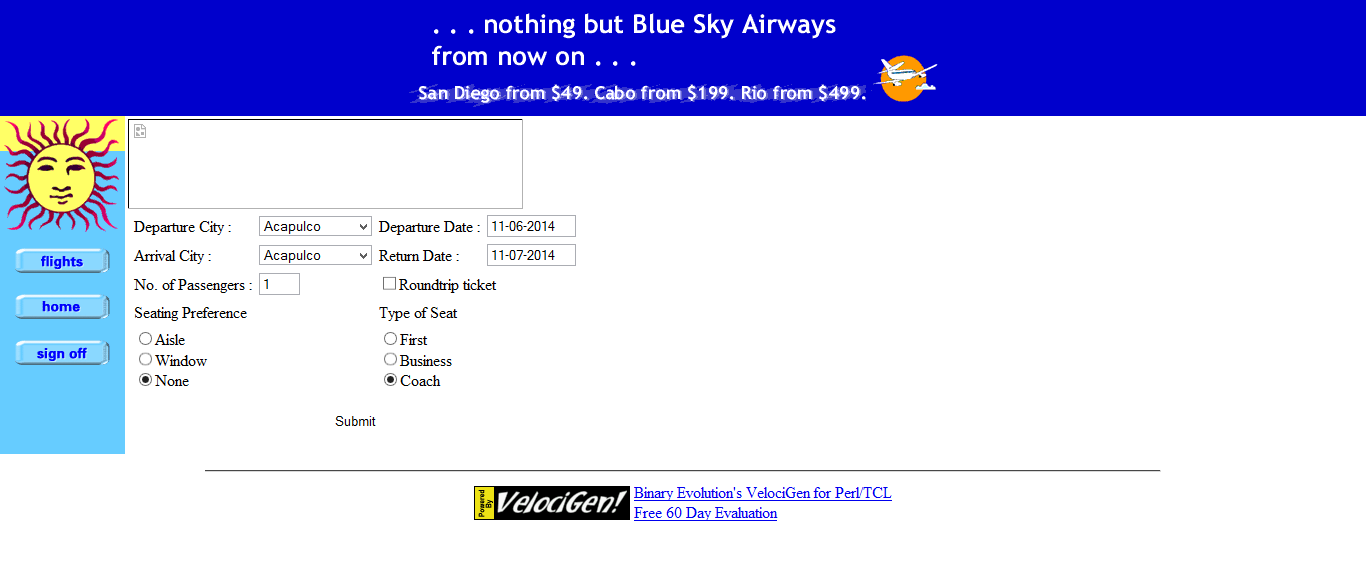 . . . nothing but Blue Sky Airways
from now on . . .
San Diego from $49. Cabo from $199. Rio from $499.
flights
home
sign off
Departure City : Acapulco Departure Date : 11-06-2014
Arrival City : Acapulco Return Date : 11-07-2014
No. of Passengers : 1 Roundtrip ticket
Seating Preference Type of Seat
Aisle First
Window Business
None Coach
Submit
Powered By VelociGen! Binary Evolution's VelociGen for Perl/TCL
Free 60 Day Evaluation